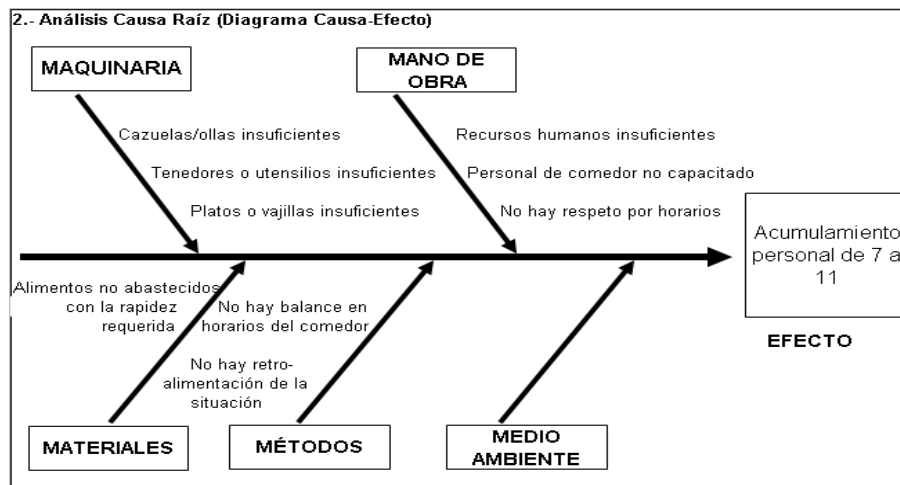 2.- Análisis Causa Raíz (Diagrama Causa-Efecto)
MAQUINARIA
MANO DE
OBRA
Cazuelas/ollas insuficientes
Tenedores o utensilios insuficientes
Platos o vajillas insuficientes
Recursos humanos insuficientes
Personal de comedor no capacitado
No hay respeto por horarios
Acumulamiento
personal de 7 a
11
EFECTO
Alimentos no abastecidos
con la rapidez
requerida
No hay balance en
horarios del comedor
No hay retro-
alimentación de la
situación
MATERIALES
MÉTODOS
MEDIO
AMBIENTE